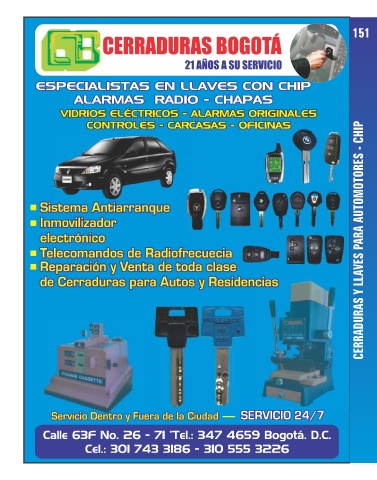 CB CERRADURAS BOGOTÁ
21 AÑOS A SU SERVICIO
ESPECIALISTAS EN LLAVES CON CHIP
ALARMAS RADIO - CHAPAS
VIDRIOS ELÉCTRICOS - ALARMAS ORIGINALES
CONTROLES - CARCASAS - OFICINAS
Sistema Antiarranque
Inmovilizador
electrónico
Telecomandos de Radiofrecuecia
Reparación y Venta de toda clase
de Cerraduras para Autos y Residencias
Servicio Dentro y Fuera de la Ciudad — SERVICIO 24/7
Calle 63F No. 26 - 71 Tel.: 347 4659 Bogotá. D.C.
Cel.: 301 743 3186 - 310 555 3226
151
CERRADURAS Y LLAVES PARA AUTOMOTORES - CHIP